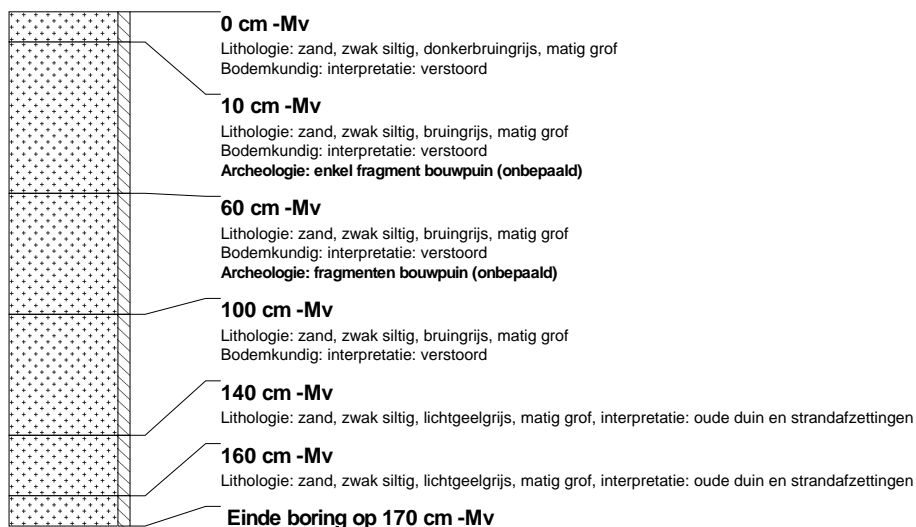 0 cm -Mv
Lithologie: zand, zwak siltig, donkerbruingrijs, matig grof
Bodemkundig: interpretatie: verstoord
10 cm -Mv
Lithologie: zand, zwak siltig, bruingrijs, matig grof
Bodemkundig: interpretatie: verstoord
Archeologie: enkel fragment bouwpuin (onbepaald)
60 cm -Mv
Lithologie: zand, zwak siltig, bruingrijs, matig grof
Bodemkundig: interpretatie: verstoord
Archeologie: fragmenten bouwpuin (onbepaald)
100 cm -Mv
Lithologie: zand, zwak siltig, bruingrijs, matig grof
Bodemkundig: interpretatie: verstoord
140 cm -Mv
Lithologie: zand, zwak siltig, lichtgeelgrijs, matig grof, interpretatie: oude duin en strandafzettingen
160 cm -Mv
Lithologie: zand, zwak siltig, lichtgeelgrijs, matig grof, interpretatie: oude duin en strandafzettingen
Einde boring op 170 cm -Mv